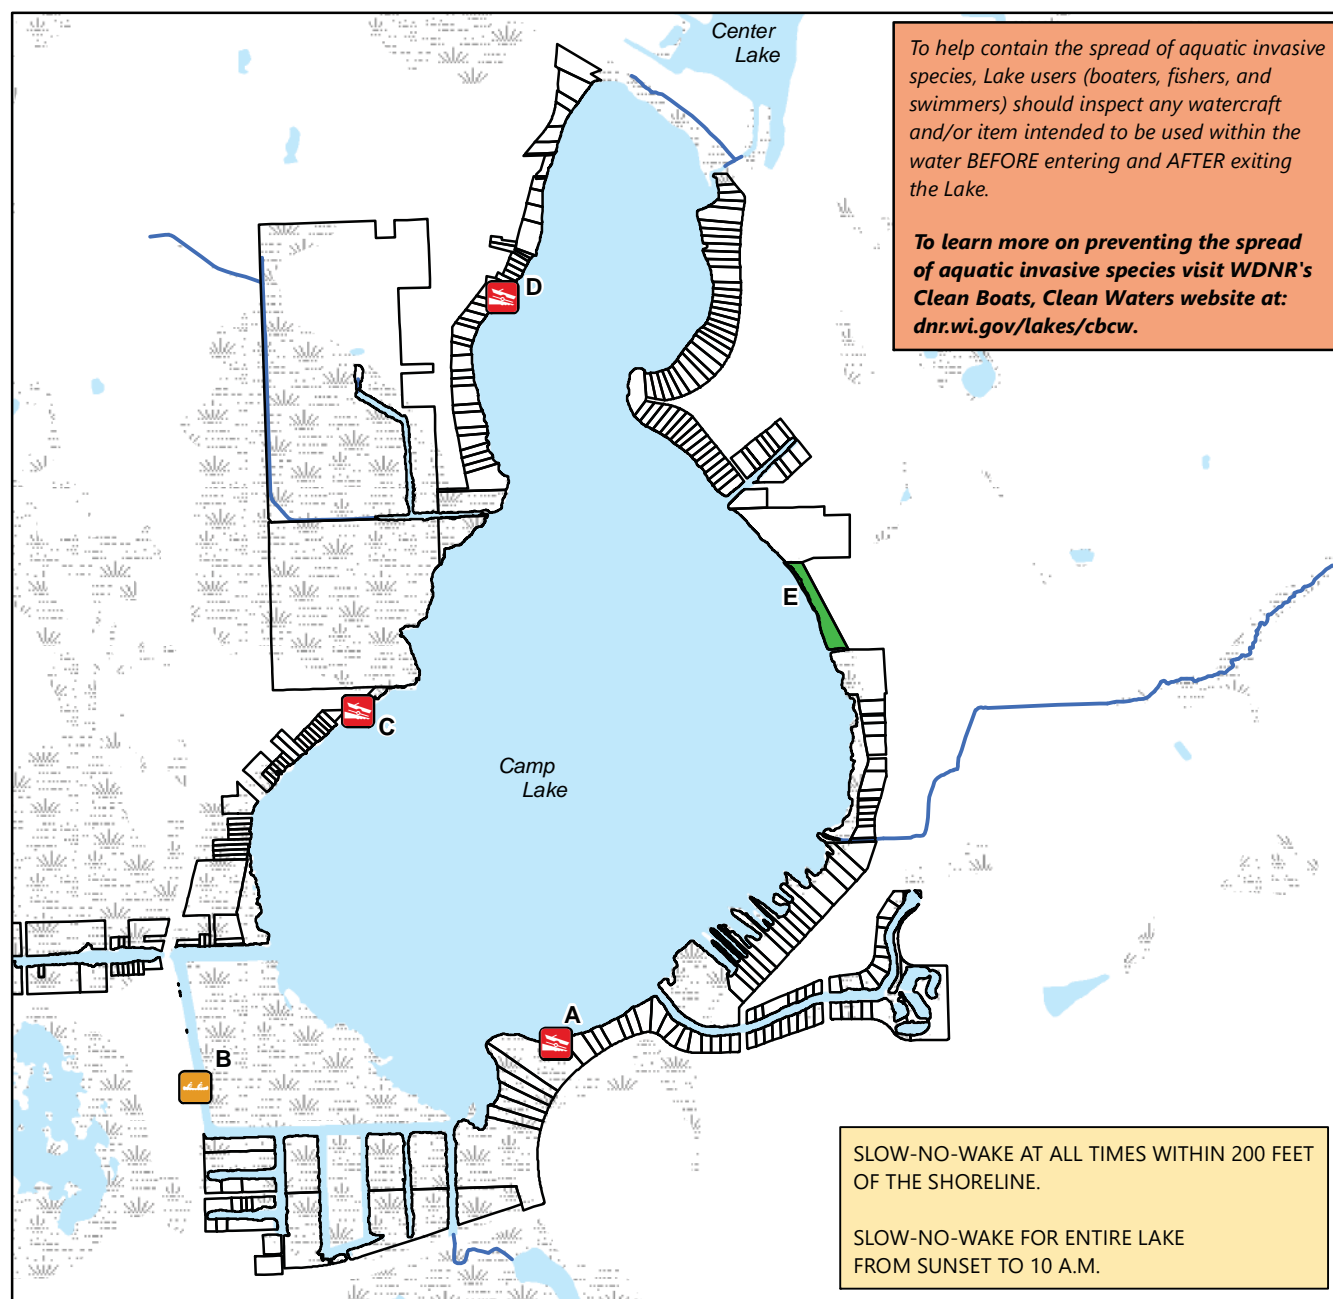 Center
Lake
To help contain the spread of aquatic invasive
species, Lake users (boaters, fishers, and
swimmers) should inspect any watercraft
and/or item intended to be used within the
water BEFORE entering and AFTER exiting
the Lake.
To learn more on preventing the spread
of aquatic invasive species visit WDNR's
Clean Boats, Clean Waters website at:
dnr.wi.gov/lakes/cbcw.
D
E
C
Camp
Lake
A
B
SLOW-NO-WAKE AT ALL TIMES WITHIN 200 FEET
OF THE SHORELINE.
SLOW-NO-WAKE FOR ENTIRE LAKE
FROM SUNSET TO 10 A.M.